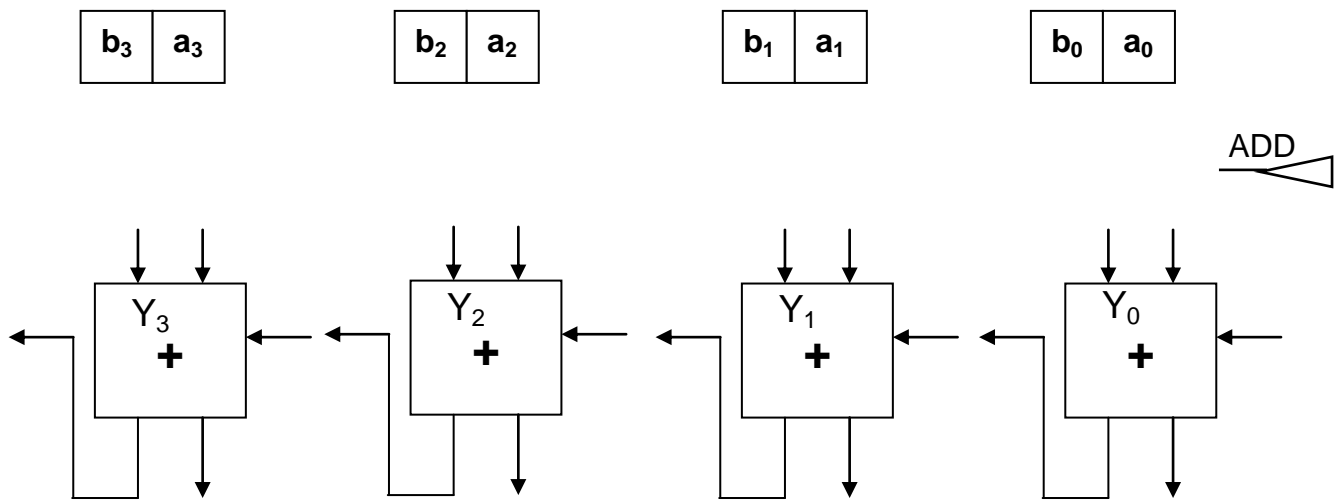 b₃ a₃ b₂ a₂ b₁ a₁ b₀ a₀
ADD
Y₃ Y₂ Y₁ Y₀
+ + + +